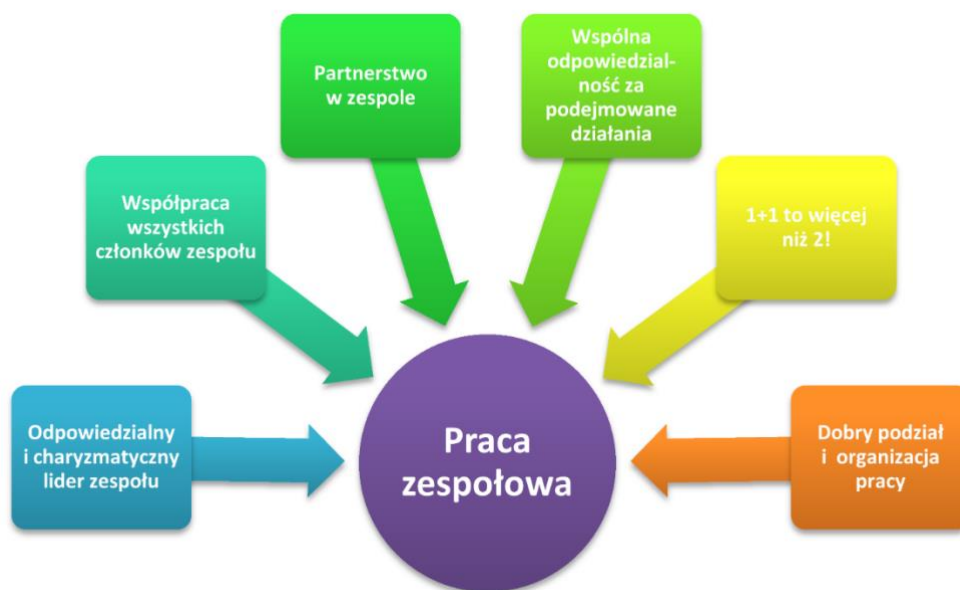 Partnerstwo
w zespole
Wspólna
odpowiedzial-
ność za
podejmowane
działania
Współpraca
wszystkich
członków zespołu
1+1 to więcej
niż 2!
Odpowiedzialny
i charyzmatyczny
lider zespołu
Praca
zespołowa
Dobry podział
i organizacja
pracy